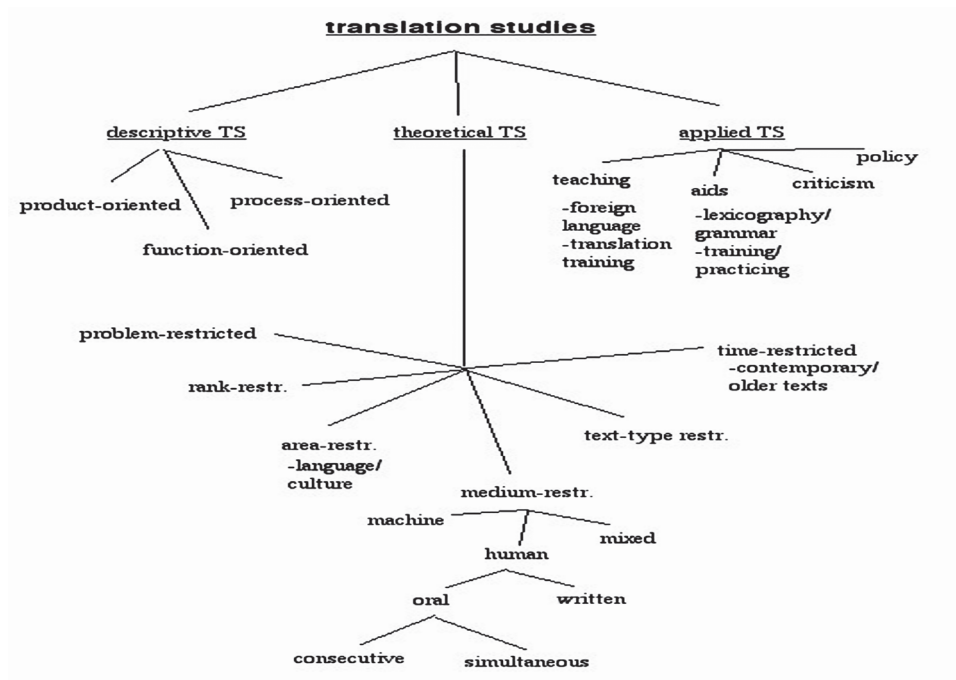 translation studies
descriptive TS
theoretical TS
applied TS
product-oriented
process-oriented
function-oriented
teaching
-foreign
language
-translation
training
aids
-lexicography/
grammar
-training/
practicing
criticism
policy
problem-restricted
rank-restr.
area-restr.
-language/
culture
medium-restr.
text-type restr.
time-restricted
-contemporary/
older texts
machine
human
mixed
oral
written
consecutive
simultaneous